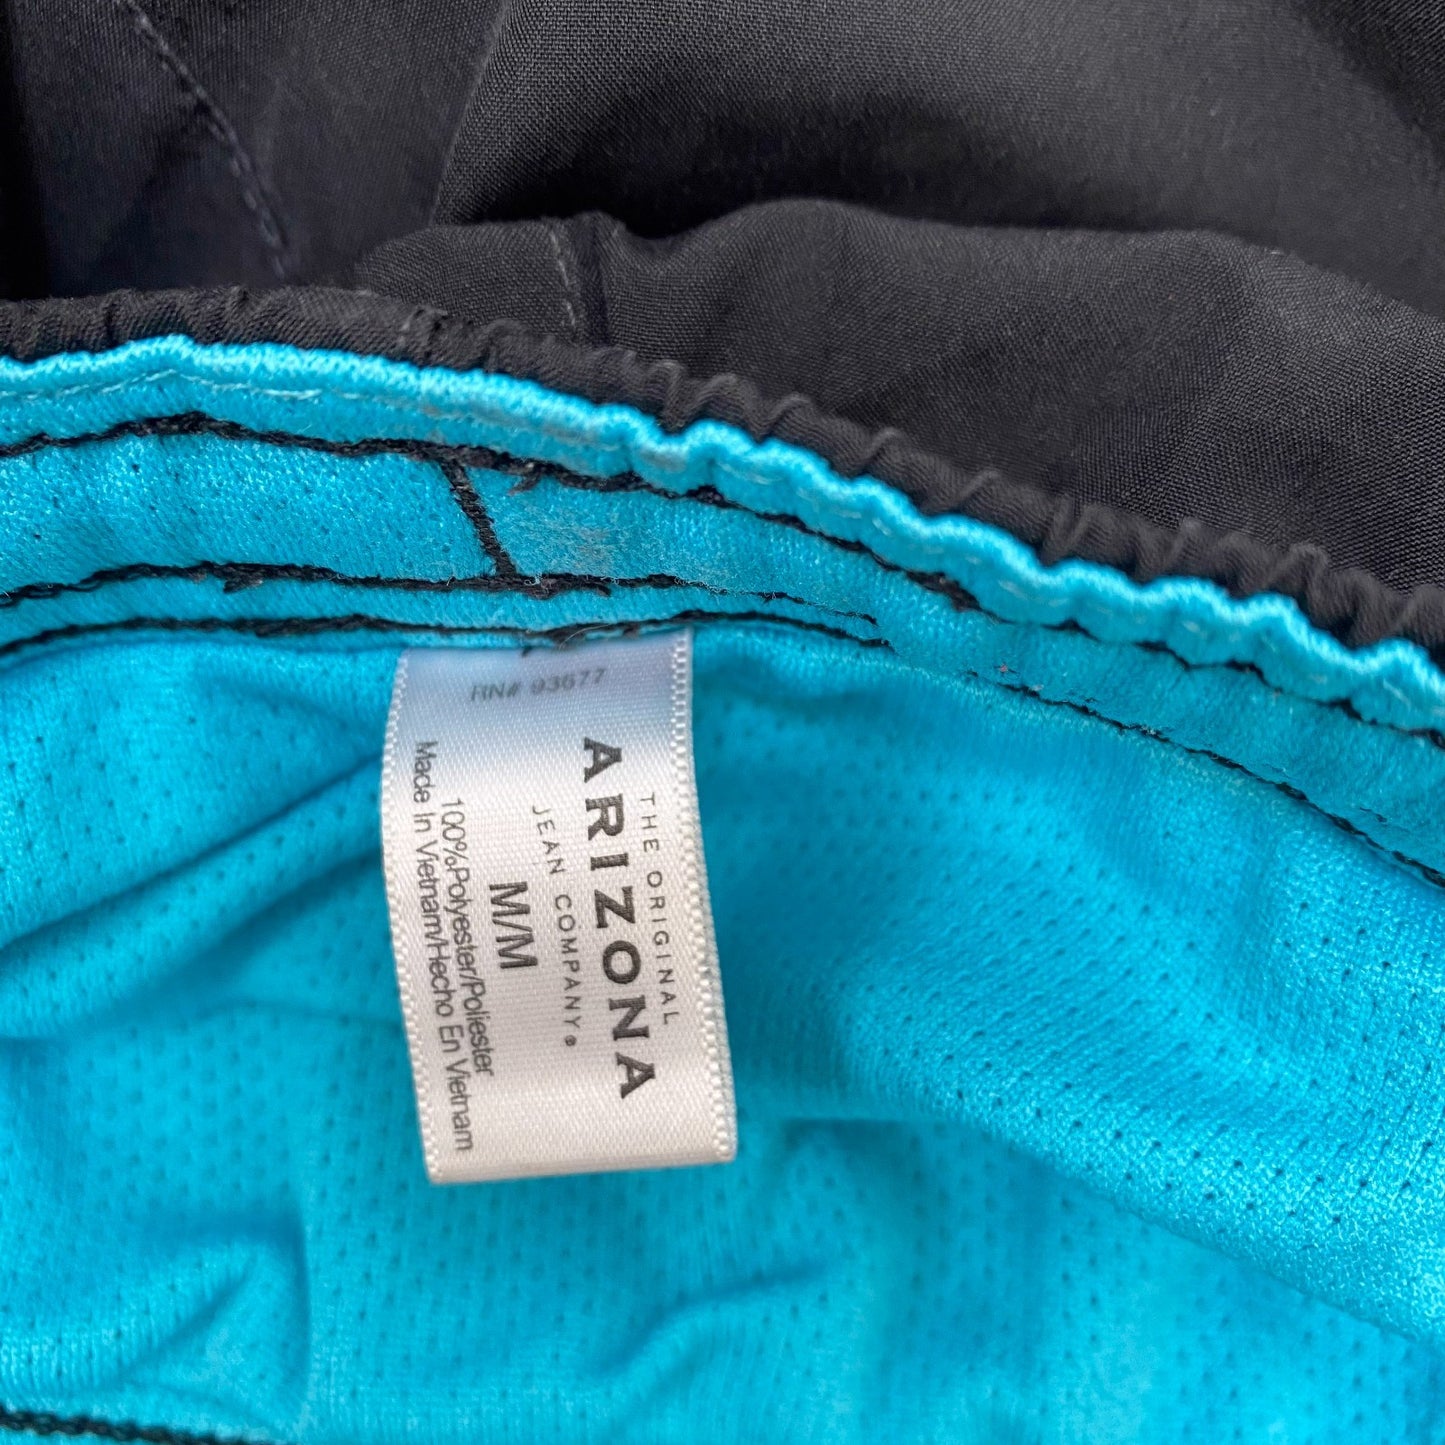 THE ORIGINAL
ARIZONA
JEAN COMPANY®
M/M
100%Polyester/Poliester
Made In Vietnam/Hecho En Vietnam
RN# 93677